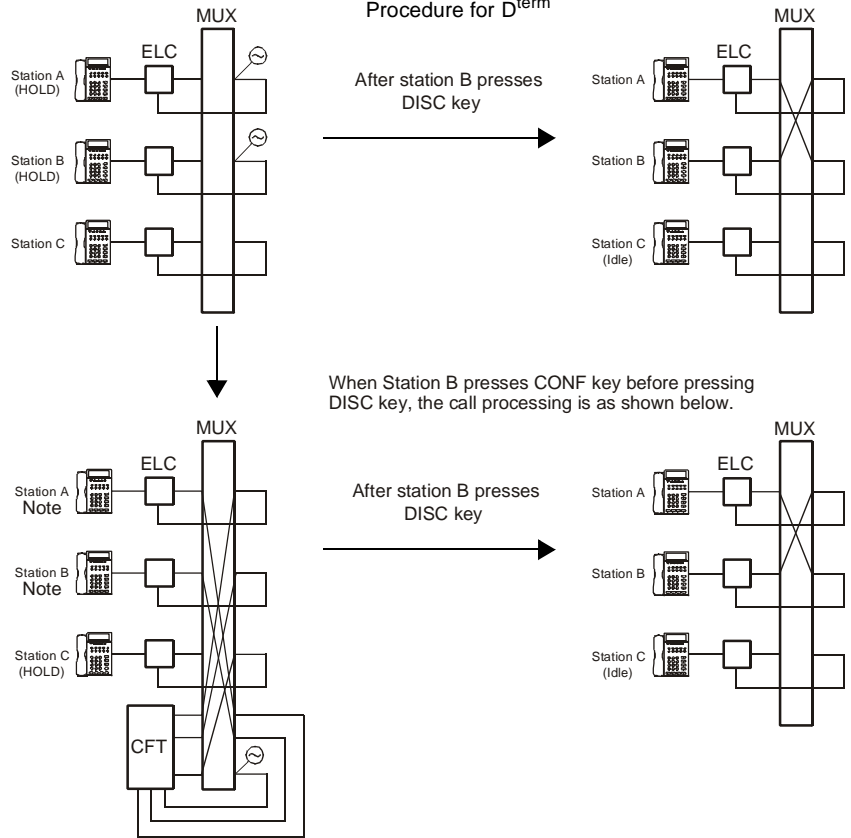 Procedure for Dterm
MUX
ELC
Station A
(HOLD)
Station B
(HOLD)
Station C
After station B presses
DISC key
MUX
ELC
Station A
Station B
Station C
(Idle)
When Station B presses CONF key before pressing
DISC key, the call processing is as shown below.
MUX
ELC
Station A
Note
Station B
Note
Station C
(HOLD)
CFT
After station B presses
DISC key
MUX
ELC
Station A
Station B
Station C
(Idle)